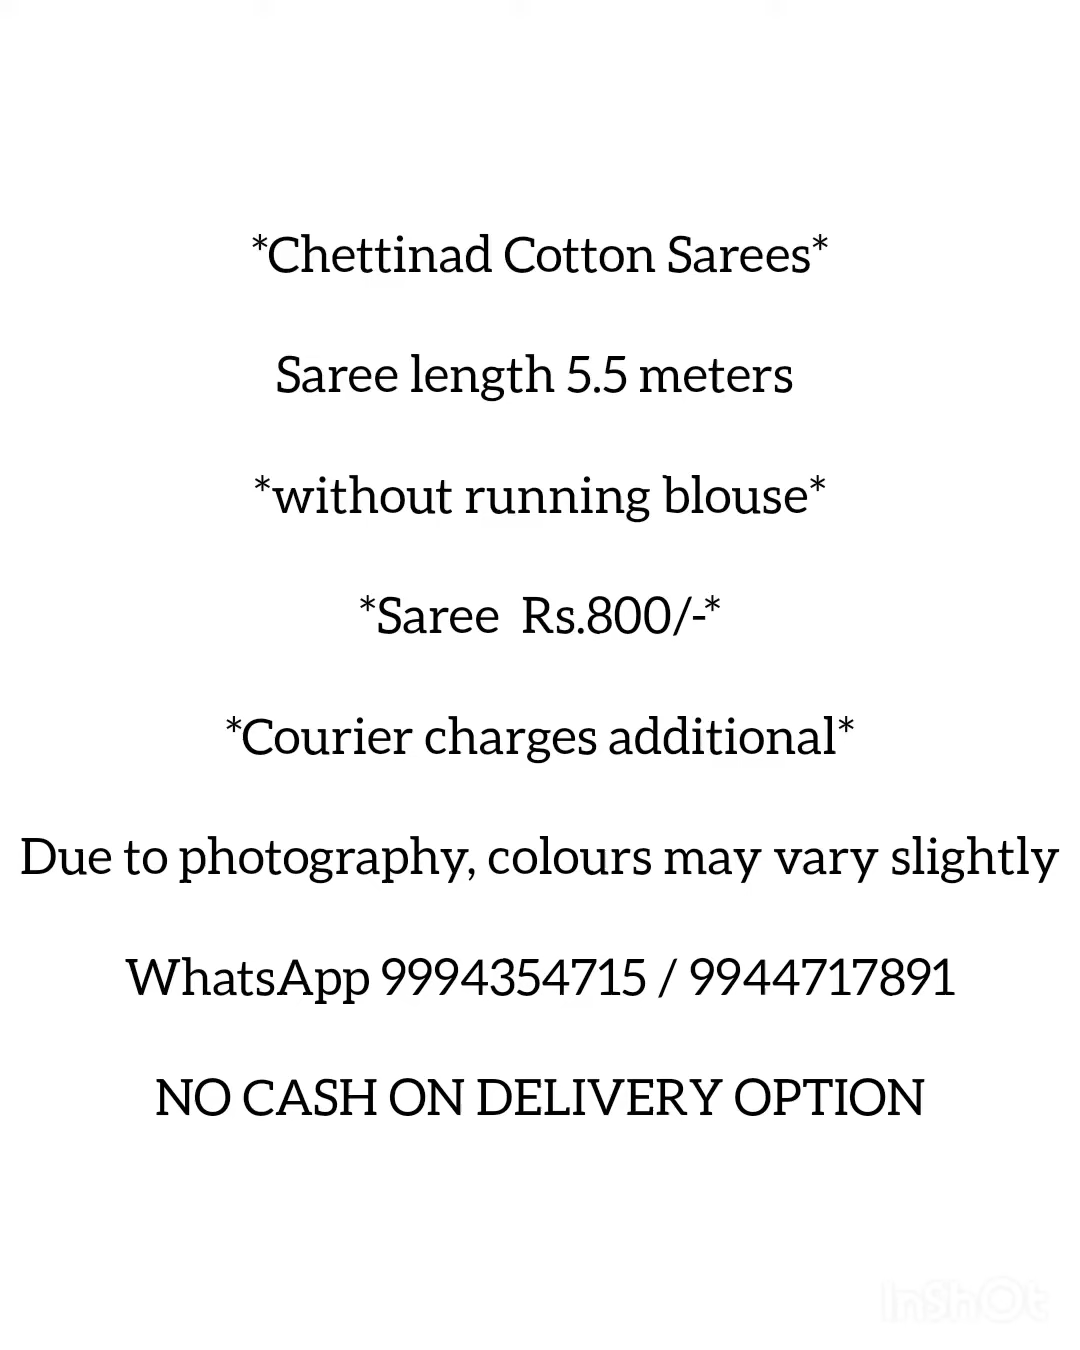 *Chettinad Cotton Sarees*
Saree length 5.5 meters
*without running blouse*
*Saree  Rs.800/-*
*Courier charges additional*
Due to photography, colours may vary slightly
WhatsApp 9994354715 / 9944717891
NO CASH ON DELIVERY OPTION
InShOt